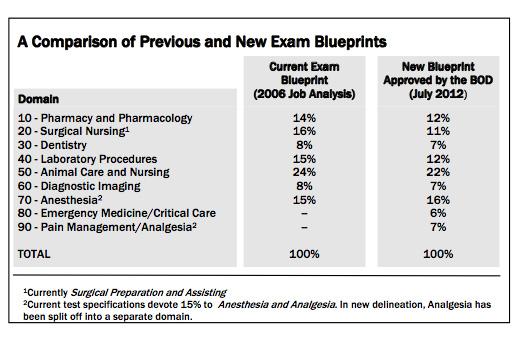 A Comparison of Previous and New Exam Blueprints
Domain Current Exam Blueprint (2006 Job Analysis) New Blueprint Approved by the BOD (July 2012)
10 - Pharmacy and Pharmacology 14% 12%
20 - Surgical Nursing¹ 16% 11%
30 - Dentistry 8% 7%
40 - Laboratory Procedures 15% 12%
50 - Animal Care and Nursing 24% 22%
60 - Diagnostic Imaging 8% 7%
70 - Anesthesia² 15% 16%
80 - Emergency Medicine/Critical Care – 6%
90 - Pain Management/Analgesia² – 7%
TOTAL 100% 100%
¹Currently Surgical Preparation and Assisting
²Current test specifications devote 15% to Anesthesia and Analgesia. In new delineation, Analgesia has
been split off into a separate domain.